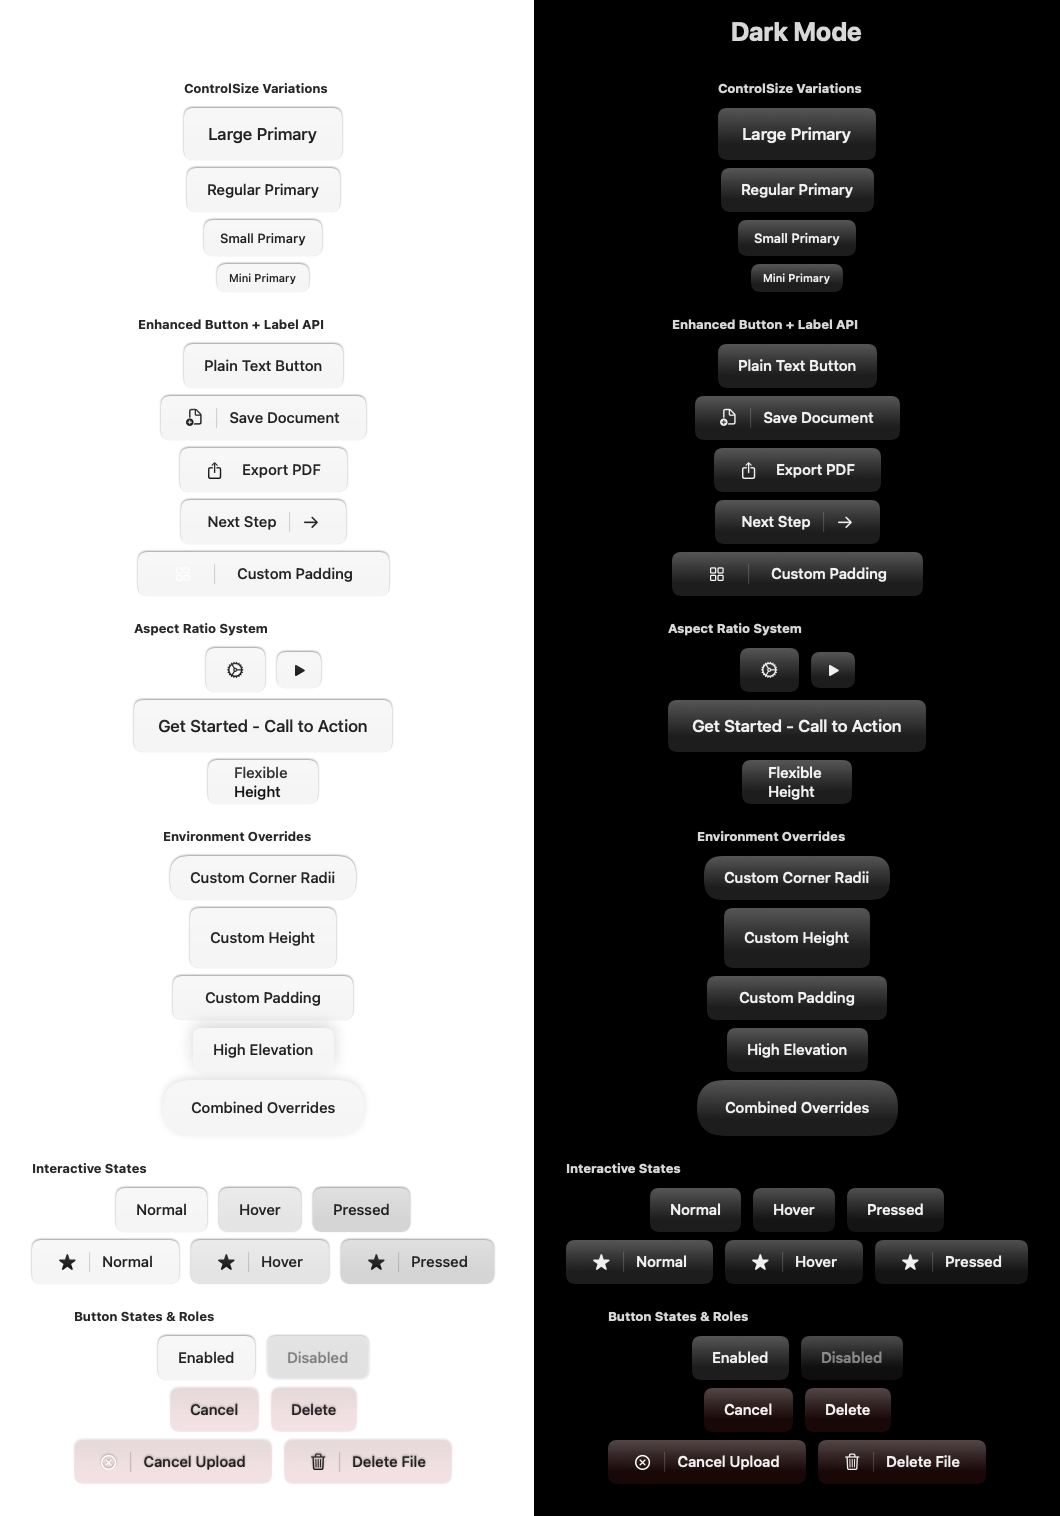 ControlSize Variations
Large Primary
Regular Primary
Small Primary
Mini Primary
Enhanced Button + Label API
Plain Text Button
Save Document
Export PDF
Next Step
Custom Padding
Aspect Ratio System
Get Started - Call to Action
Flexible
Height
Environment Overrides
Custom Corner Radii
Custom Height
Custom Padding
High Elevation
Combined Overrides
Interactive States
Normal Hover Pressed
Normal Hover Pressed
Button States & Roles
Enabled Disabled
Cancel Delete
Cancel Upload Delete File
Dark Mode
ControlSize Variations
Large Primary
Regular Primary
Small Primary
Mini Primary
Enhanced Button + Label API
Plain Text Button
Save Document
Export PDF
Next Step
Custom Padding
Aspect Ratio System
Get Started - Call to Action
Flexible
Height
Environment Overrides
Custom Corner Radii
Custom Height
Custom Padding
High Elevation
Combined Overrides
Interactive States
Normal Hover Pressed
Normal Hover Pressed
Button States & Roles
Enabled Disabled
Cancel Delete
Cancel Upload Delete File